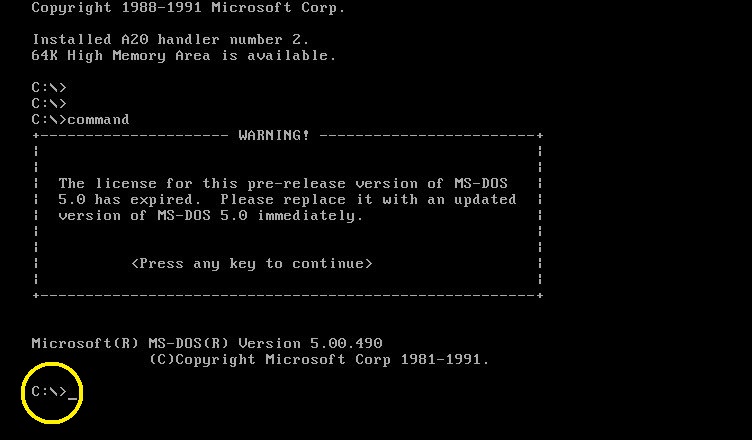 Copyright 1988-1991 Microsoft Corp.
Installed A20 handler number 2.
64K High Memory Area is available.
C:\>
C:\>
C:\>command
+--------------------- WARNING! ------------------------+
¦ ¦
¦ ¦
¦ The license for this pre-release version of MS-DOS ¦
¦ 5.0 has expired. Please replace it with an updated ¦
¦ version of MS-DOS 5.0 immediately. ¦
¦ ¦
¦ ¦
¦ <Press any key to continue> ¦
¦ ¦
+-------------------------------------------------------+
Microsoft(R) MS-DOS(R) Version 5.00.490
(C)Copyright Microsoft Corp 1981-1991.
C:\>_